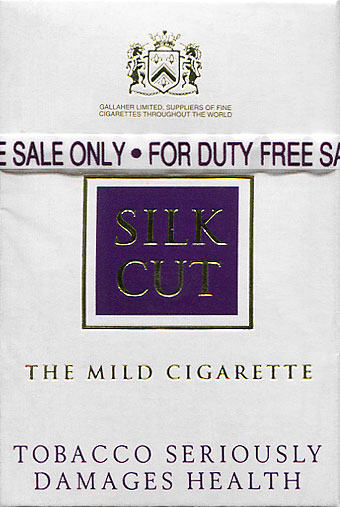 GALLAHER LIMITED, SUPPLIERS OF FINE
CIGARETTES THROUGHOUT THE WORLD
E SALE ONLY • FOR DUTY FREE SA
SILK
CUT
THE MILD CIGARETTE
TOBACCO SERIOUSLY
DAMAGES HEALTH